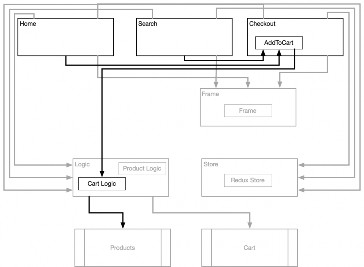 Home
Search
Checkout
AddToCart
Frame
Frame
Logic
Product Logic
Cart Logic
Store
Redux Store
Products
Cart